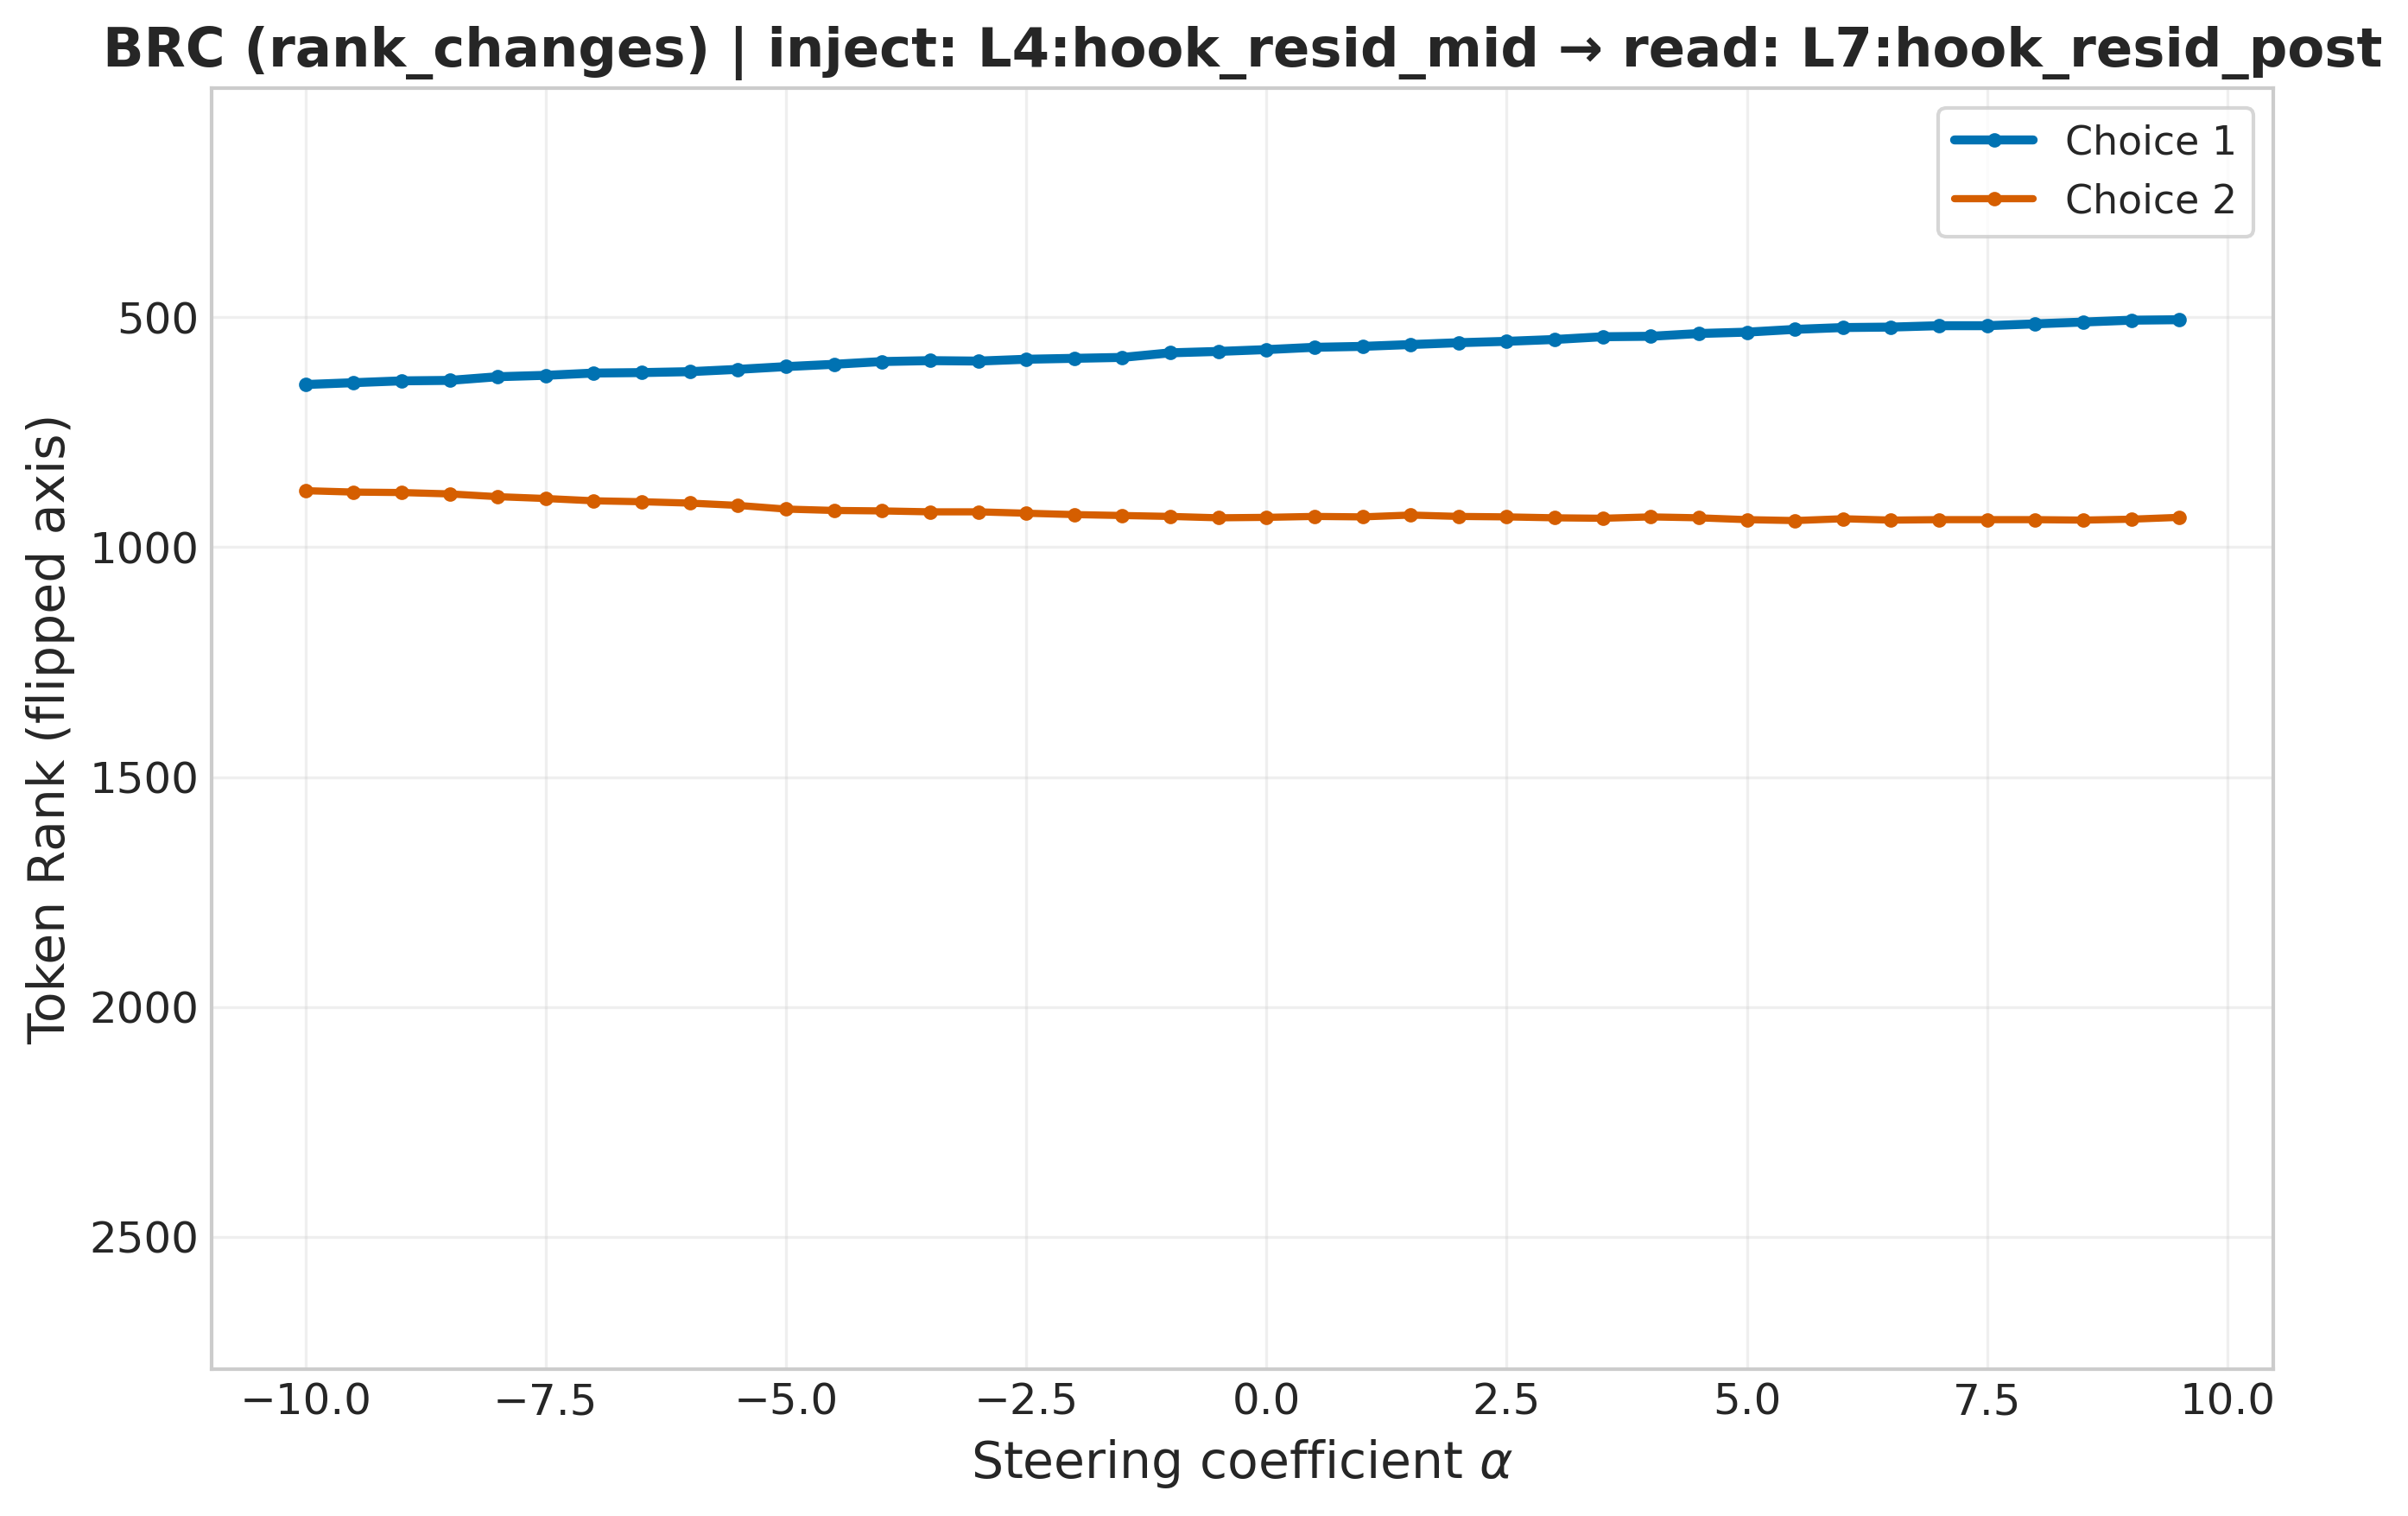 BRC (rank_changes) | inject: L4:hook_resid_mid → read: L7:hook_resid_post
Choice 1
Choice 2
Token Rank (flipped axis)
500
1000
1500
2000
2500
−10.0 −7.5 −5.0 −2.5 0.0 2.5 5.0 7.5 10.0
Steering coefficient α